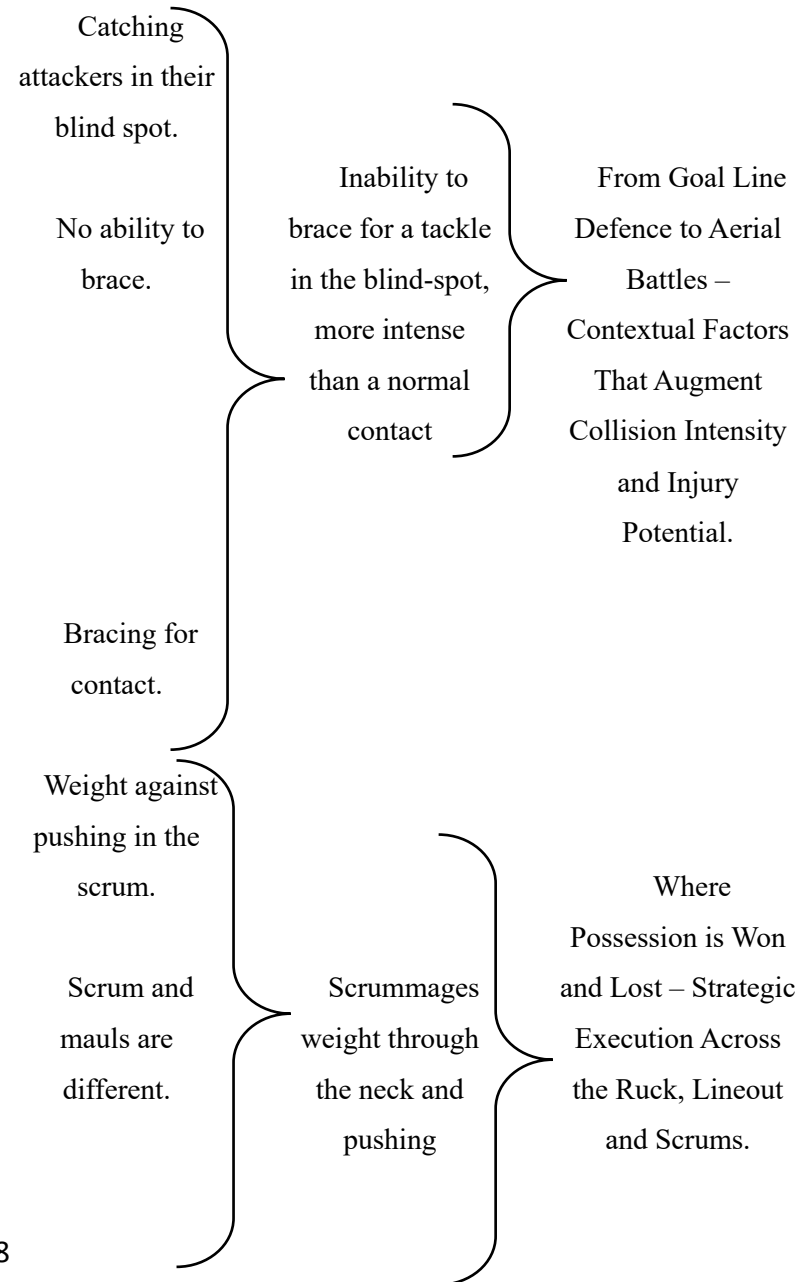 Catching
attackers in their
blind spot.
No ability to
brace.
Bracing for
contact.
Inability to
brace for a tackle
in the blind-spot,
more intense
than a normal
contact
From Goal Line
Defence to Aerial
Battles –
Contextual Factors
That Augment
Collision Intensity
and Injury
Potential.
Weight against
pushing in the
scrum.
Scrum and
mauls are
different.
Scrummages
weight through
the neck and
pushing
Where
Possession is Won
and Lost – Strategic
Execution Across
the Ruck, Lineout
and Scrums.
8